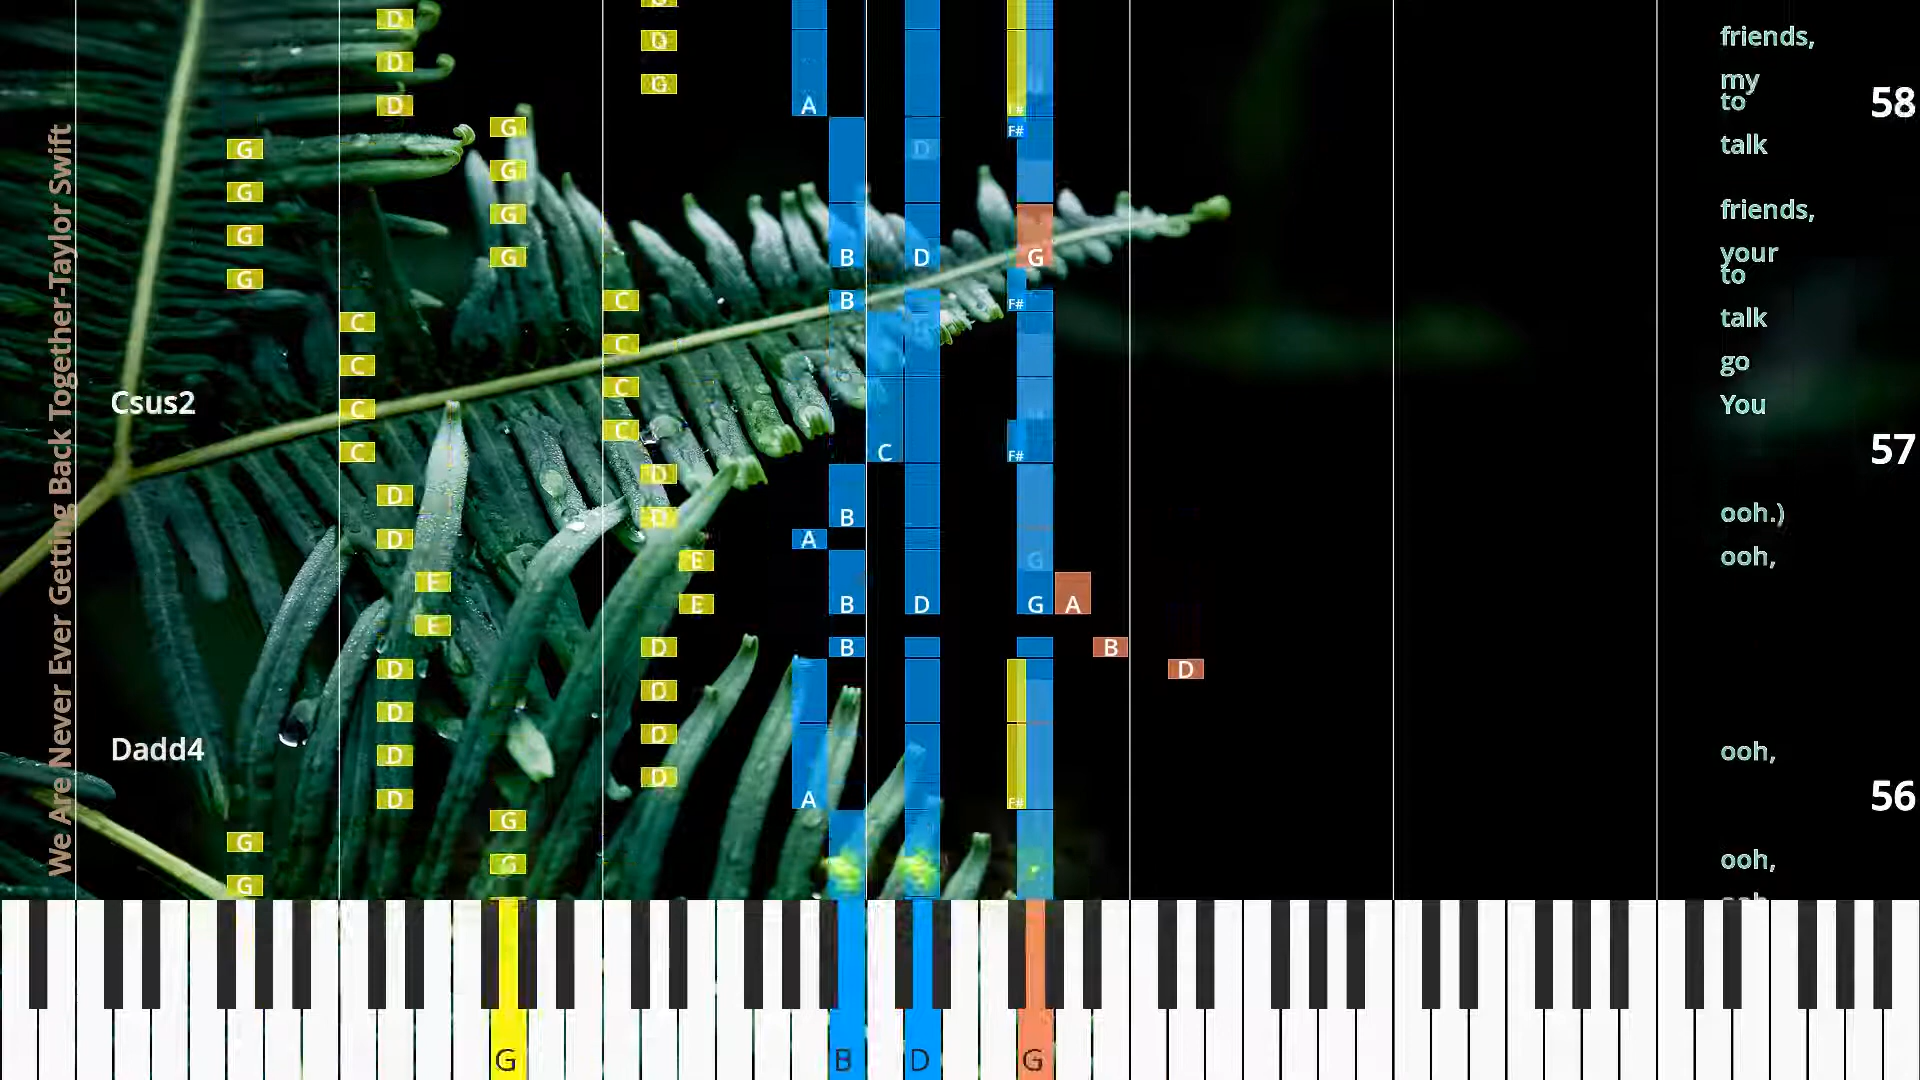 We Are Never Ever Getting Back Together-Taylor Swift
D G
D friends,
D G my
D A F# to 58
G F#
G D talk
G
G
G friends,
G
G
G B D G your
G to
C B F#
C talk
C
C go
C
Csus2 You
C
C
C C F# 57
D
D
D B ooh.)
D A
E G ooh,
E
E B D G A
E
D B B
D D
D D
D D
Dadd4 D ooh,
D D
D A F# 56
G
G
G ooh,
G
G B D G